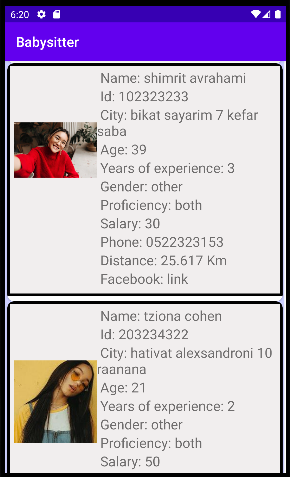 6:20
Babysitter
Name: shimrit avrahami
Id: 102323233
City: bikat sayarim 7 kefar
saba
Age: 39
Years of experience: 3
Gender: other
Proficiency: both
Salary: 30
Phone: 0522323153
Distance: 25.617 Km
Facebook: link
Name: tziona cohen
Id: 203234322
City: hativat alexsandroni 10
raanana
Age: 21
Years of experience: 2
Gender: other
Proficiency: both
Salary: 50